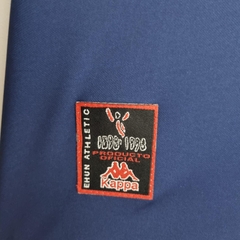 EHUN ATHLETIC
1898-1998
PRODUCTO
OFICIAL
Kappa